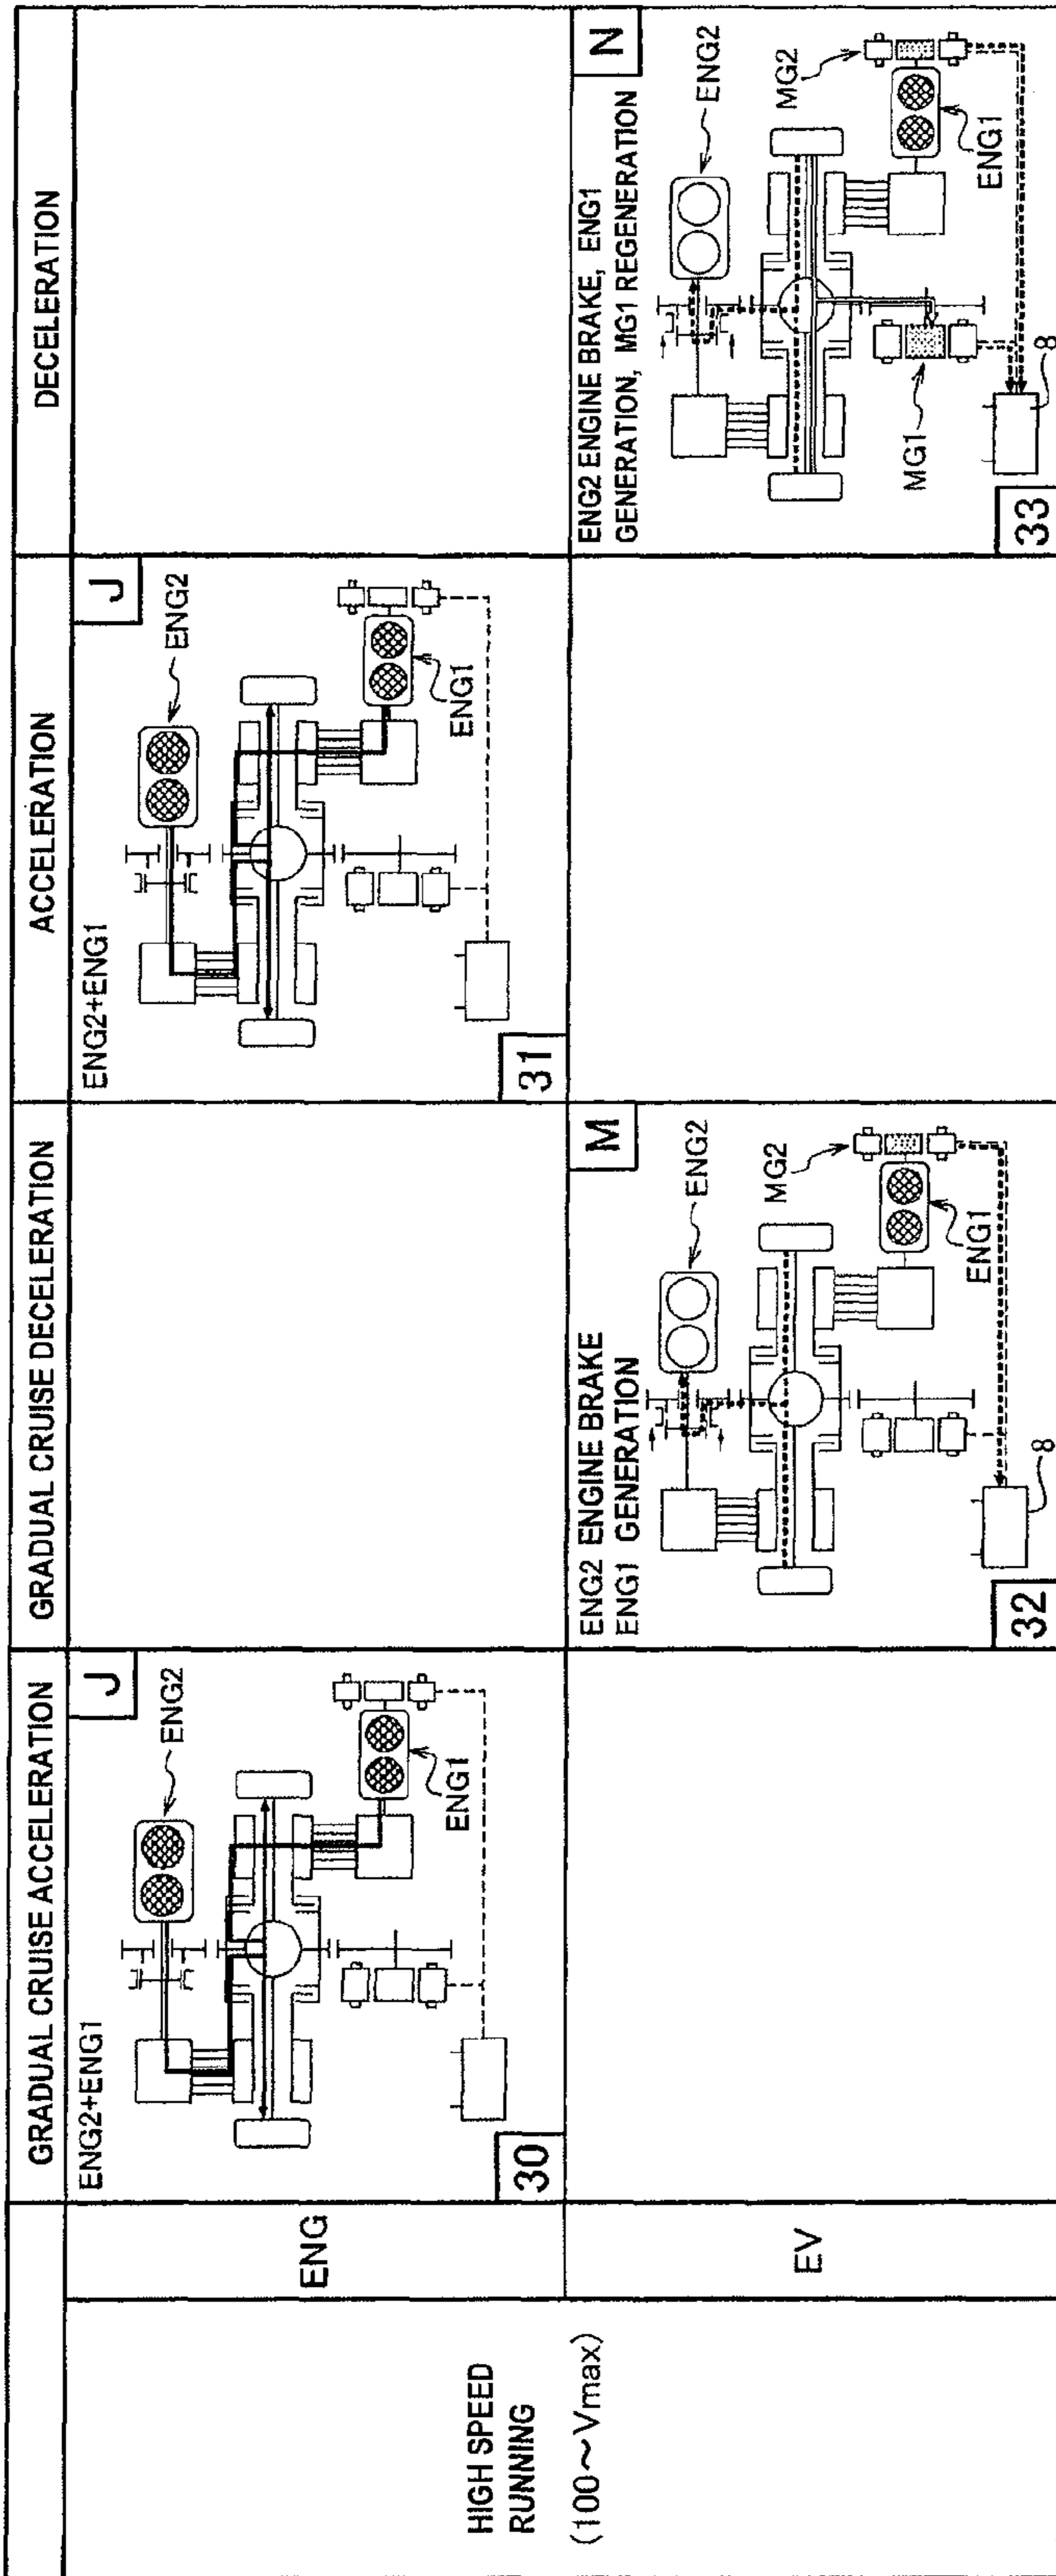 GRADUAL CRUISE ACCELERATION
GRADUAL CRUISE DECELERATION
ACCELERATION
DECELERATION
HIGH SPEED
RUNNING
(100～Vmax)
ENG
ENG2+ENG1
J
ENG2
ENG1
30
ENG2+ENG1
J
ENG2
ENG1
31
EV
ENG2 ENGINE BRAKE
ENG1 GENERATION
M
ENG2
MG2
ENG1
8
32
ENG2 ENGINE BRAKE, ENG1
GENERATION, MG1 REGENERATION
N
ENG2
MG2
ENG1
MG1
8
33